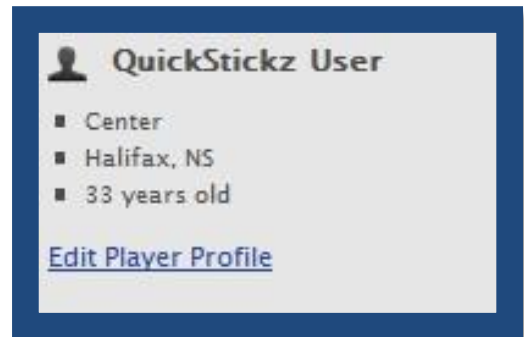 QuickStickz User
Center
Halifax, NS
33 years old
Edit Player Profile